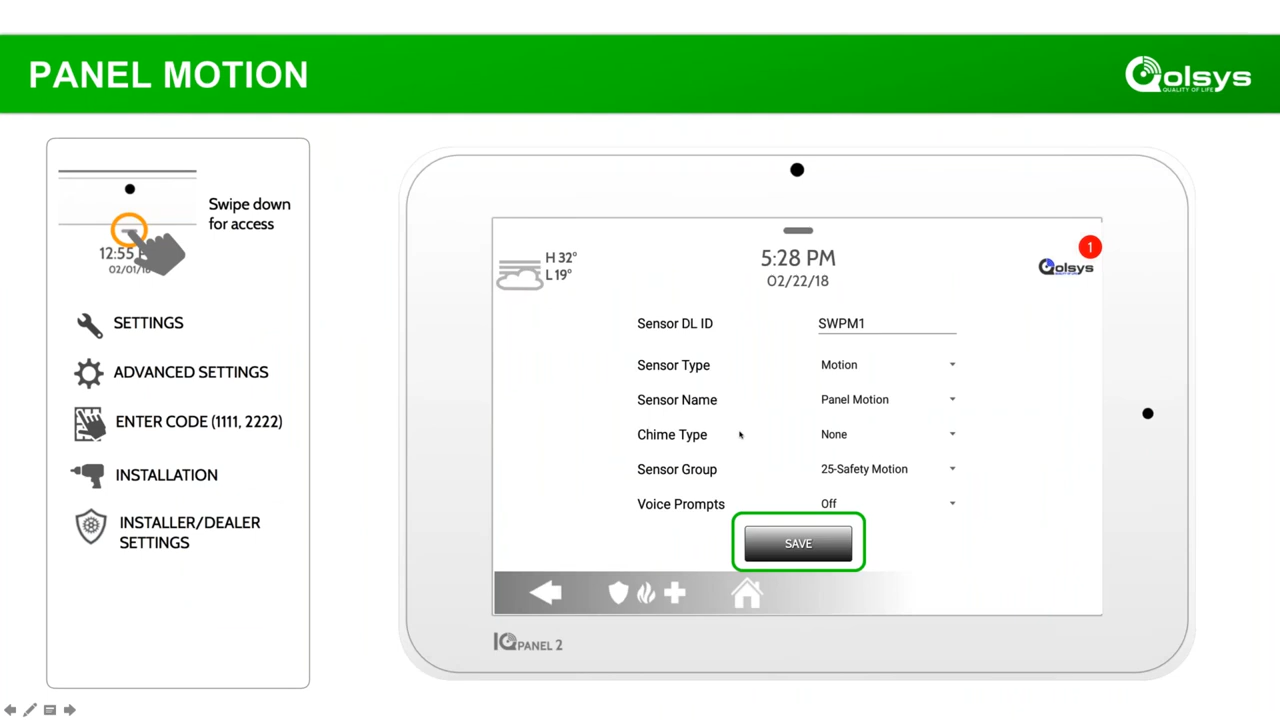 PANEL MOTION
Qolsys
QUALITY OF LIFE
Swipe down
for access
12:55
02/01/18
SETTINGS
ADVANCED SETTINGS
ENTER CODE (1111, 2222)
INSTALLATION
INSTALLER/DEALER
SETTINGS
H 32°
L 19°
5:28 PM
02/22/18
1
Qolsys
Sensor DL ID SWPM1
Sensor Type Motion
Sensor Name Panel Motion
Chime Type None
Sensor Group 25-Safety Motion
Voice Prompts Off
SAVE
IQ PANEL 2